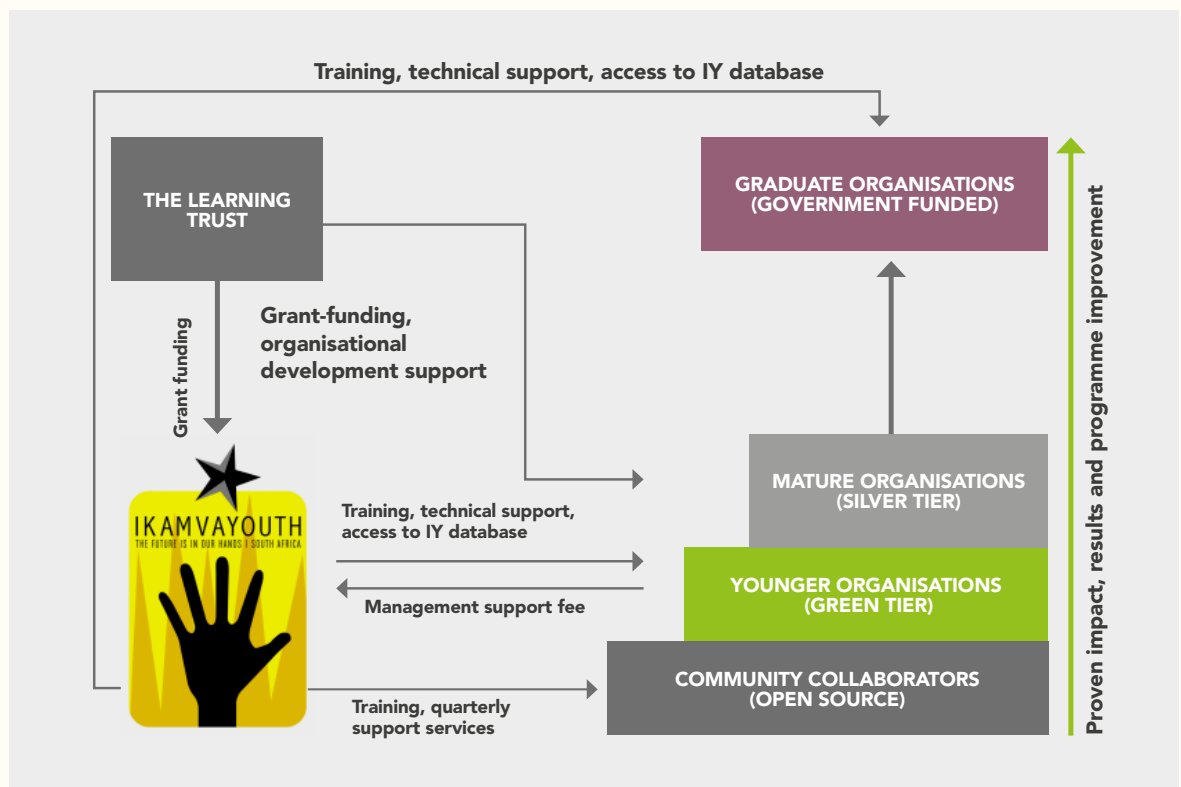 Training, technical support, access to IY database
THE LEARNING
TRUST
GRADUATE ORGANISATIONS
(GOVERNMENT FUNDED)
Grant funding
Grant-funding,
organisational
development support
IKAMVAYOUTH
THE FUTURE IS IN OUR HANDS | SOUTH AFRICA
Training, technical support,
access to IY database
Management support fee
Training, quarterly
support services
MATURE ORGANISATIONS
(SILVER TIER)
YOUNGER ORGANISATIONS
(GREEN TIER)
COMMUNITY COLLABORATORS
(OPEN SOURCE)
Proven impact, results and programme improvement